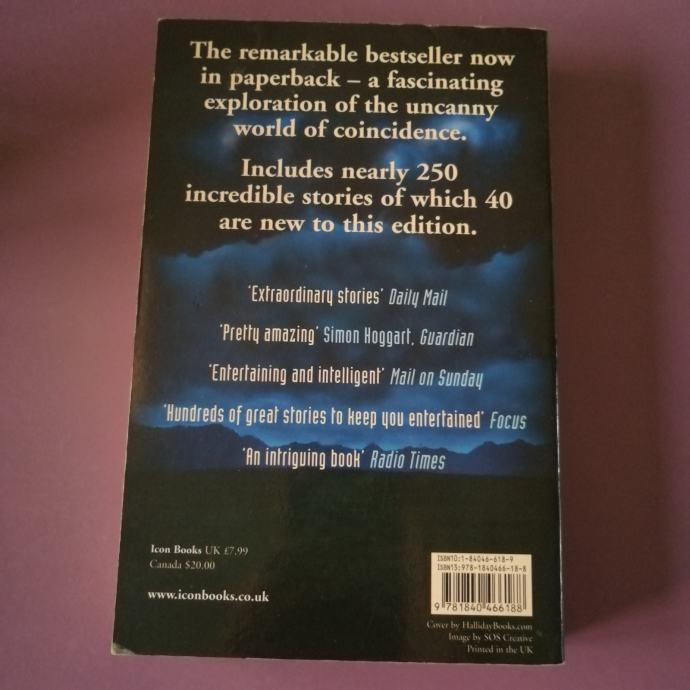 The remarkable bestseller now
in paperback – a fascinating
exploration of the uncanny
world of coincidence.
Includes nearly 250
incredible stories of which 40
are new to this edition.
'Extraordinary stories' Daily Mail
'Pretty amazing' Simon Hoggart, Guardian
'Entertaining and intelligent' Mail on Sunday
'Hundreds of great stories to keep you entertained' Focus
'An intriguing book' Radio Times
Icon Books UK £7.99
Canada $20.00
www.iconbooks.co.uk
ISBN10:1-84046-618-9
ISBN13:978-1840466-18-8
9 781840 466188
Cover by HallidayBooks.com
Image by SOS Creative
Printed in the UK